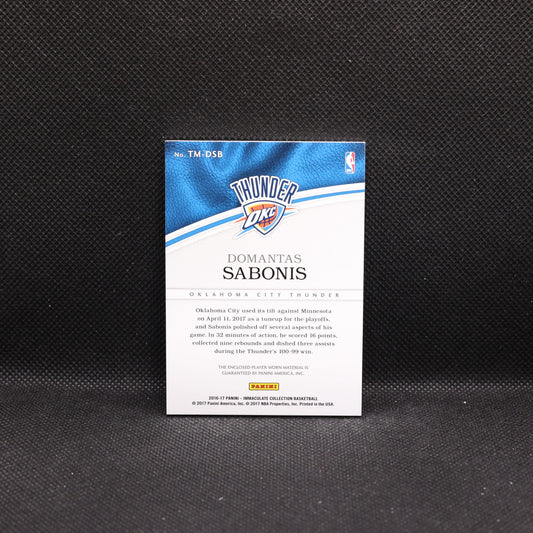 No. TM-DSB
THUNDER
OKC
DOMANTAS
SABONIS
OKLAHOMA CITY THUNDER
Oklahoma City used its tilt against Minnesota
on April 11, 2017 as a tuneup for the playoffs,
and Sabonis polished off several aspects of his
game. In 32 minutes of action, he scored 16 points,
collected nine rebounds and dished three assists
during the Thunder's 100-99 win.
THE ENCLOSED PLAYER WORN MATERIAL IS
GUARANTEED BY PANINI AMERICA, INC.
PANINI
2016-17 PANINI - IMMACULATE COLLECTION BASKETBALL
© 2017 Panini America, Inc. © 2017 NBA Properties, Inc. Printed in the USA.